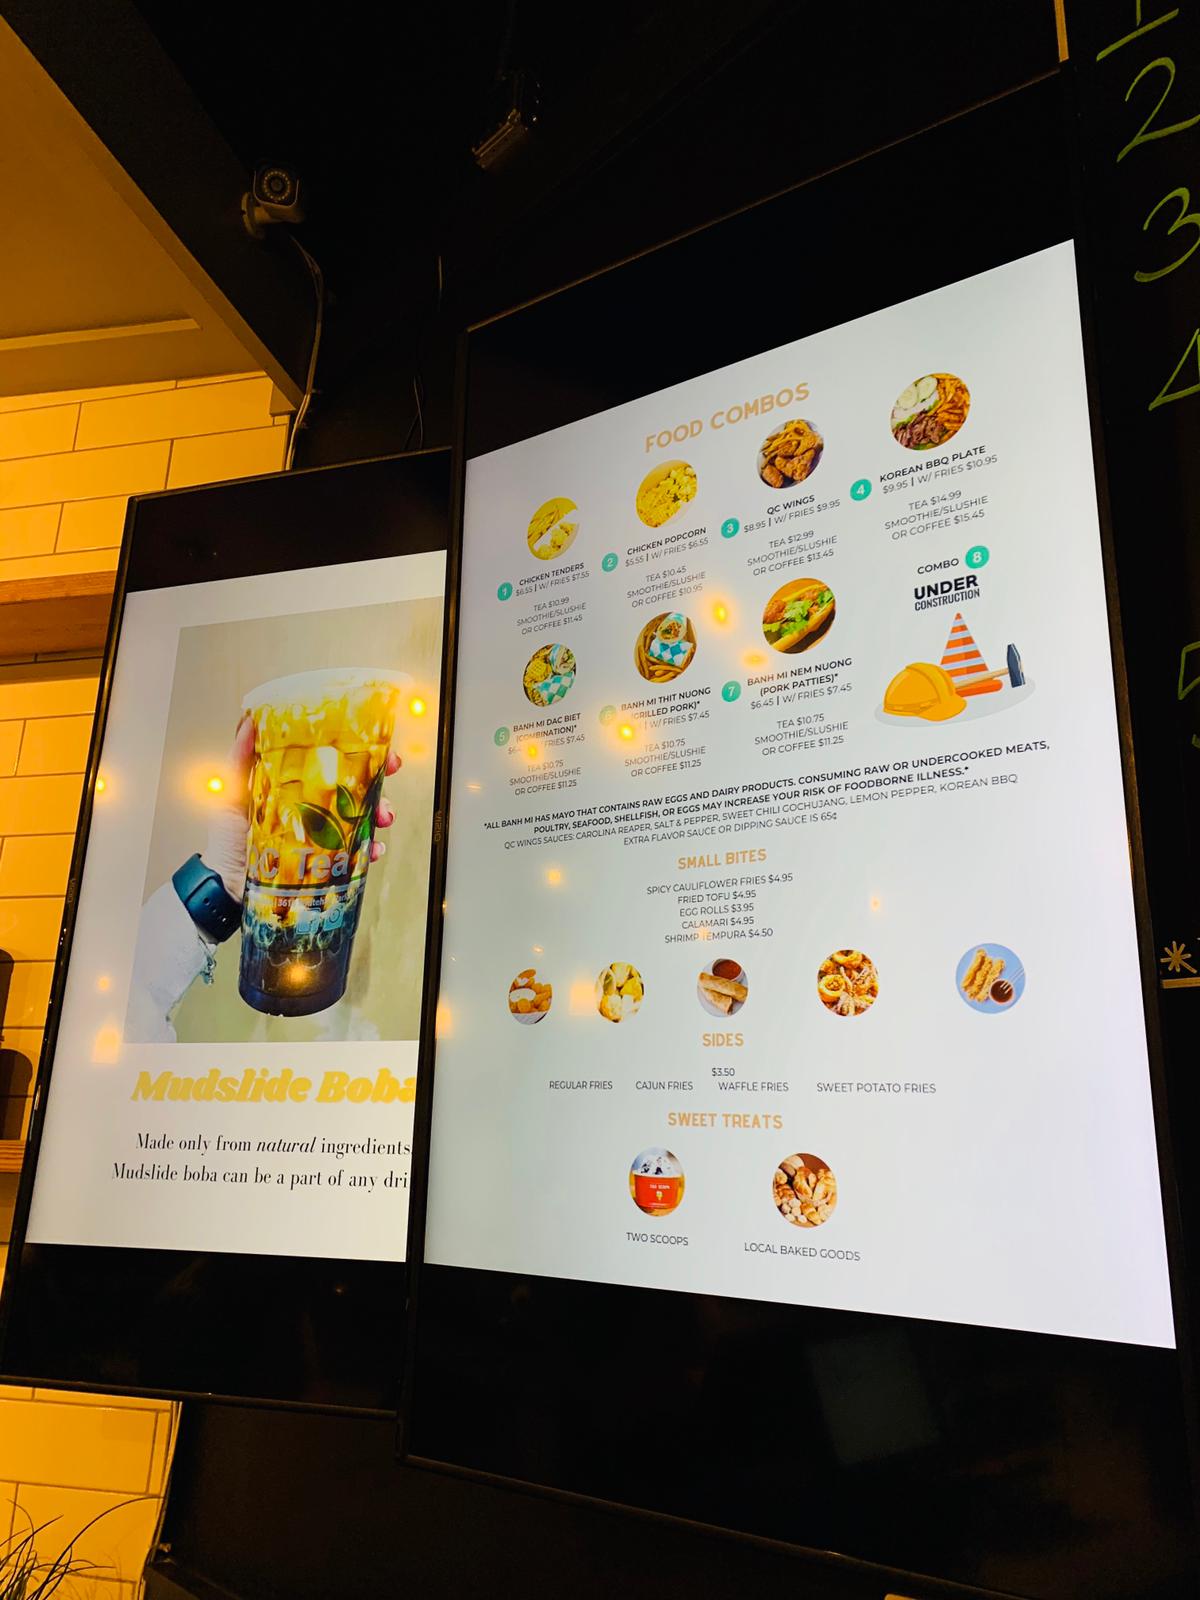 FOOD COMBOS
1 CHICKEN TENDERS
$6.55 | W/ FRIES $7.55
TEA $10.99
SMOOTHIE/SLUSHIE
OR COFFEE $11.45
2 CHICKEN POPCORN
$5.55 | W/ FRIES $6.55
TEA $10.45
SMOOTHIE/SLUSHIE
OR COFFEE $10.95
3 QC WINGS
$8.95 | W/ FRIES $9.95
TEA $12.99
SMOOTHIE/SLUSHIE
OR COFFEE $13.45
4 KOREAN BBQ PLATE
$9.95 | W/ FRIES $10.95
TEA $14.99
SMOOTHIE/SLUSHIE
OR COFFEE $15.45
5 BANH MI DAC BIET
(COMBINATION)*
FRIES $7.45
TEA $10.75
SMOOTHIE/SLUSHIE
OR COFFEE $11.25
6 BANH MI THIT NUONG
(GRILLED PORK)*
| W/ FRIES $7.45
TEA $10.75
SMOOTHIE/SLUSHIE
OR COFFEE $11.25
7 BANH MI NEM NUONG
(PORK PATTIES)*
$6.45 | W/ FRIES $7.45
TEA $10.75
SMOOTHIE/SLUSHIE
OR COFFEE $11.25
COMBO 8
UNDER
CONSTRUCTION
*ALL BANH MI HAS MAYO THAT CONTAINS RAW EGGS AND DAIRY PRODUCTS. CONSUMING RAW OR UNDERCOOKED MEATS,
POULTRY, SEAFOOD, SHELLFISH, OR EGGS MAY INCREASE YOUR RISK OF FOODBORNE ILLNESS.*
QC WINGS SAUCES: CAROLINA REAPER, SALT & PEPPER, SWEET CHILI GOCHUJANG, LEMON PEPPER, KOREAN BBQ
EXTRA FLAVOR SAUCE OR DIPPING SAUCE IS 65¢
SMALL BITES
SPICY CAULIFLOWER FRIES $4.95
FRIED TOFU $4.95
EGG ROLLS $3.95
CALAMARI $4.95
SHRIMP TEMPURA $4.50
SIDES
$3.50
REGULAR FRIES CAJUN FRIES WAFFLE FRIES SWEET POTATO FRIES
SWEET TREATS
TWO SCOOPS LOCAL BAKED GOODS
QC Tea
Mudslide Boba
Made only from natural ingredients.
Mudslide boba can be a part of any dri
VIZIO
1
2
3
4